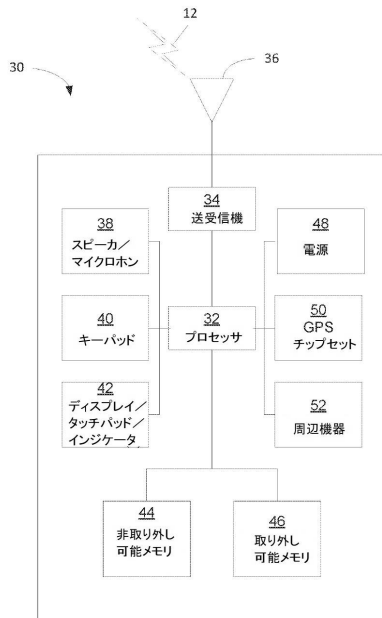 12
36
30
34
送受信機
38
スピーカ／
マイクロホン
48
電源
40
キーパッド
32
プロセッサ
50
GPS
チップセット
42
ディスプレイ／
タッチパッド／
インジケータ
52
周辺機器
44
非取り外し
可能メモリ
46
取り外し
可能メモリ